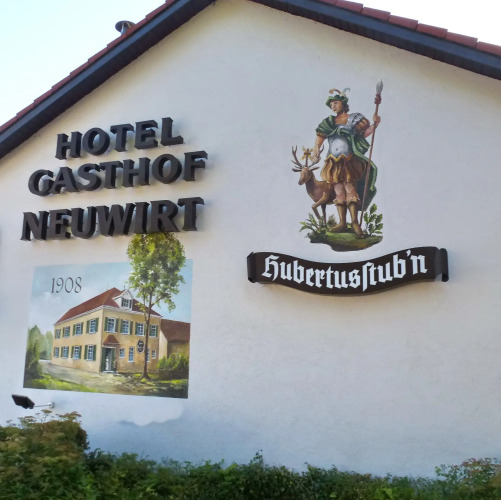 HOTEL
GASTHOF
NEUWIRT
1908
Hubertusſtub'n